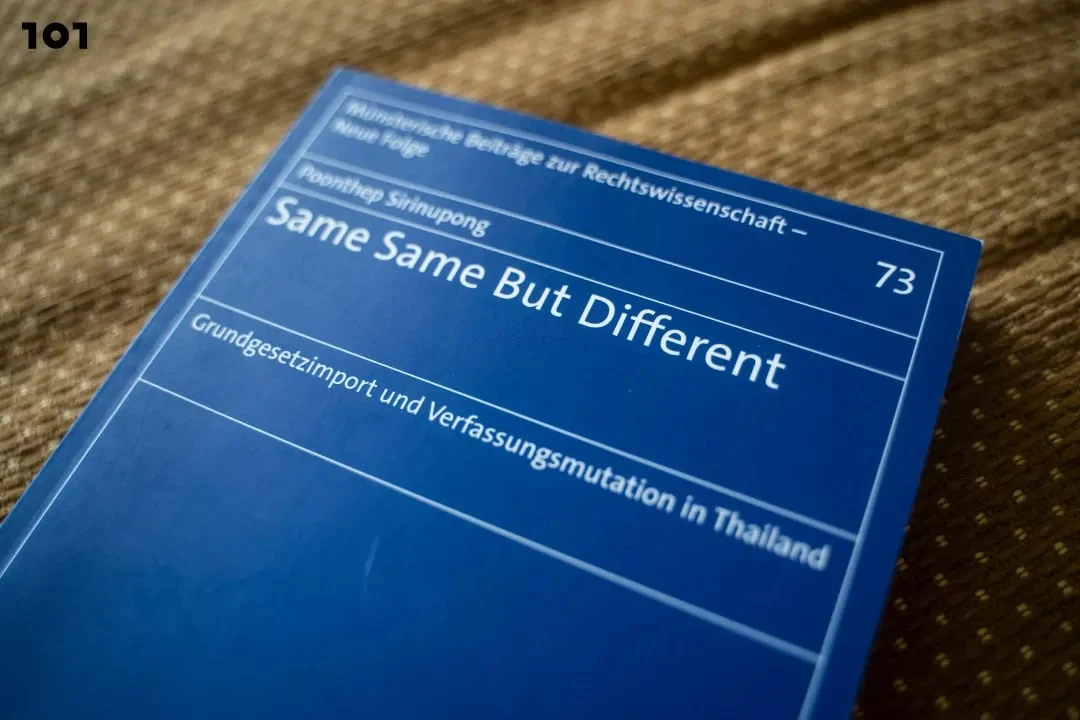 101
Münsterische Beiträge zur Rechtswissenschaft –
Neue Folge
73
Poonthep Sirinupong
Same Same But Different
Grundgesetzimport und Verfassungsmutation in Thailand